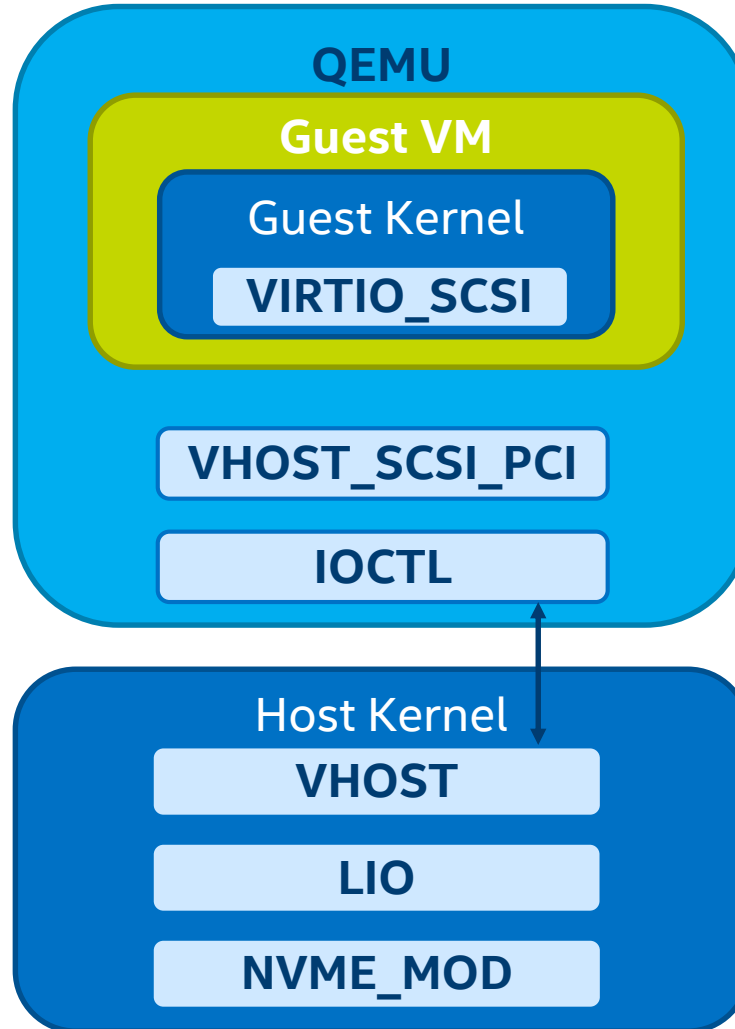 QEMU
Guest VM
Guest Kernel
VIRTIO_SCSI
VHOST_SCSI_PCI
IOCTL
Host Kernel
VHOST
LIO
NVME_MOD